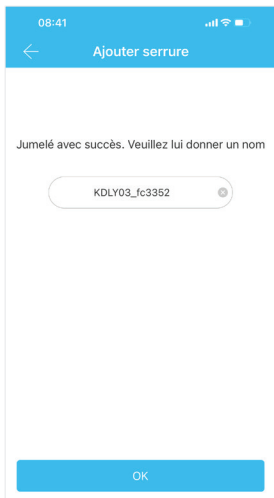 08:41
Ajouter serrure
Jumelé avec succès. Veuillez lui donner un nom
KDLY03_fc3352
OK